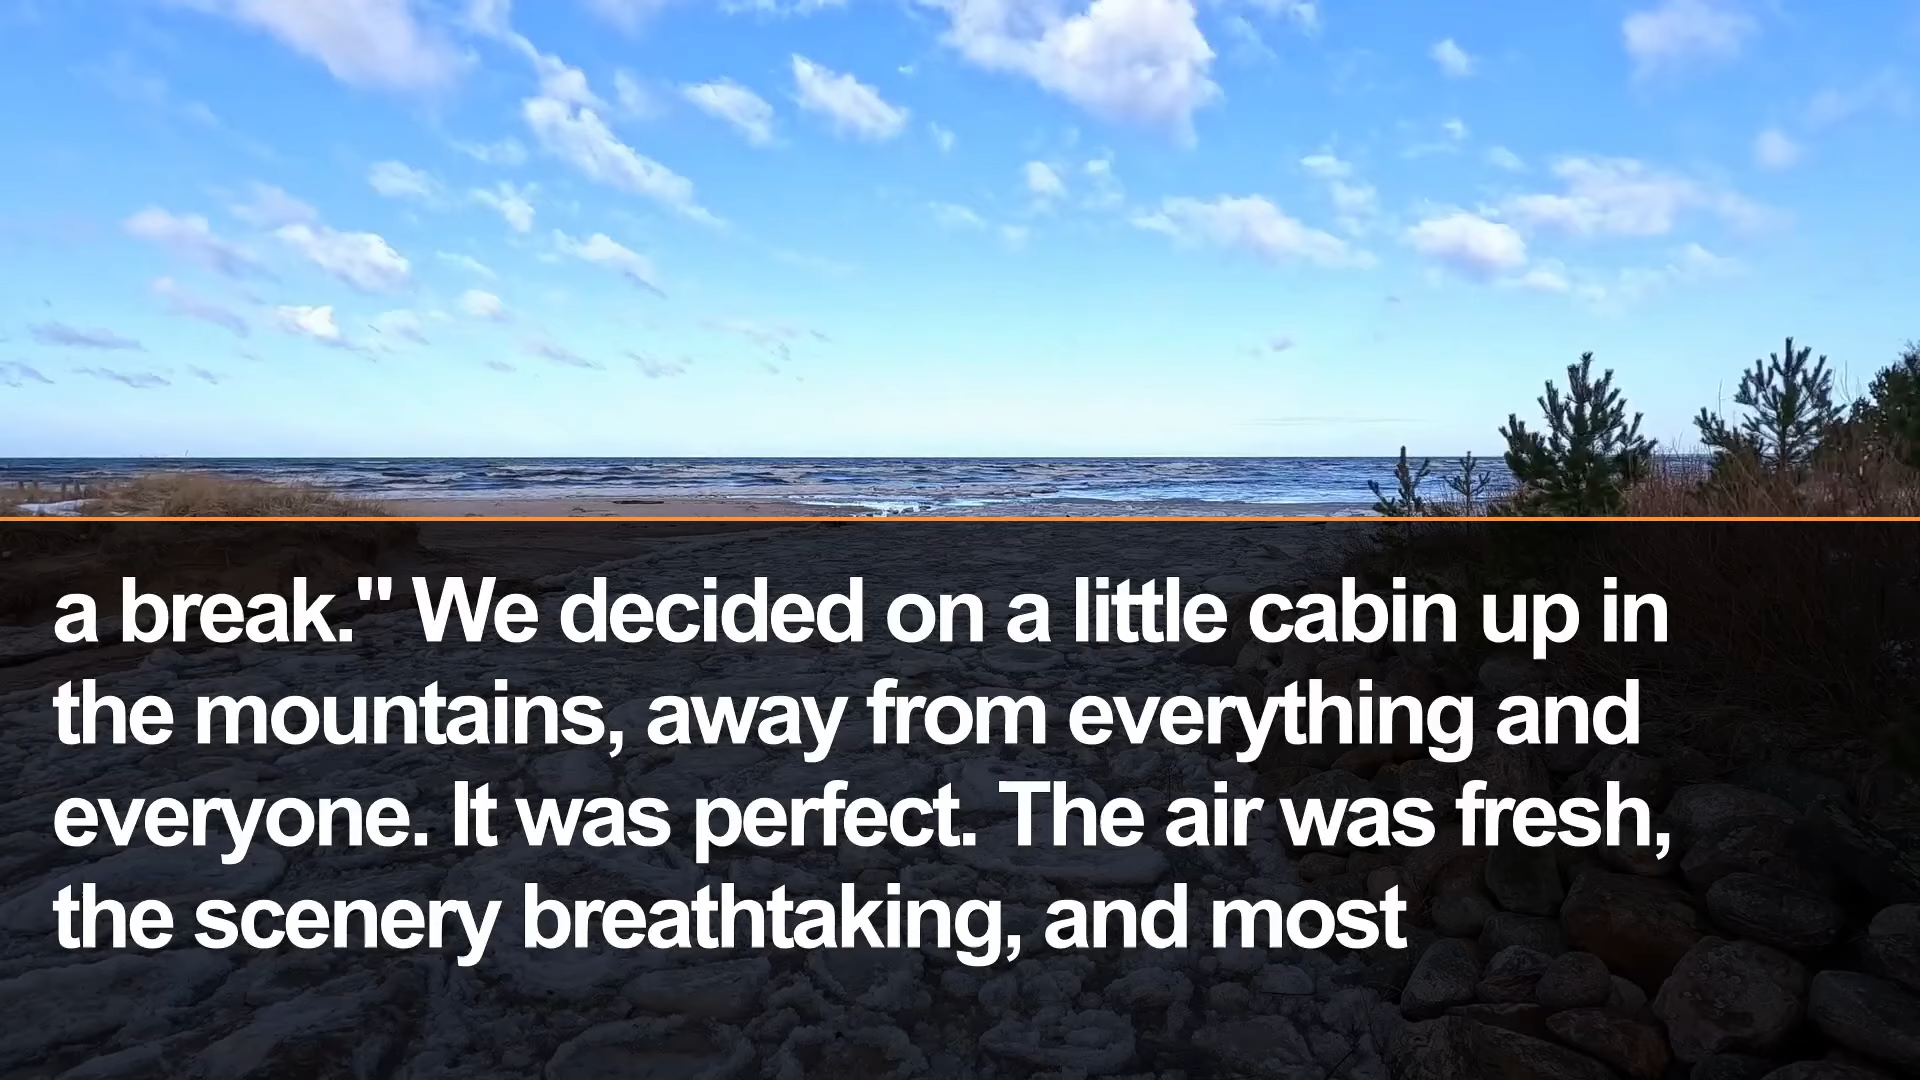 a break." We decided on a little cabin up in
the mountains, away from everything and
everyone. It was perfect. The air was fresh,
the scenery breathtaking, and most